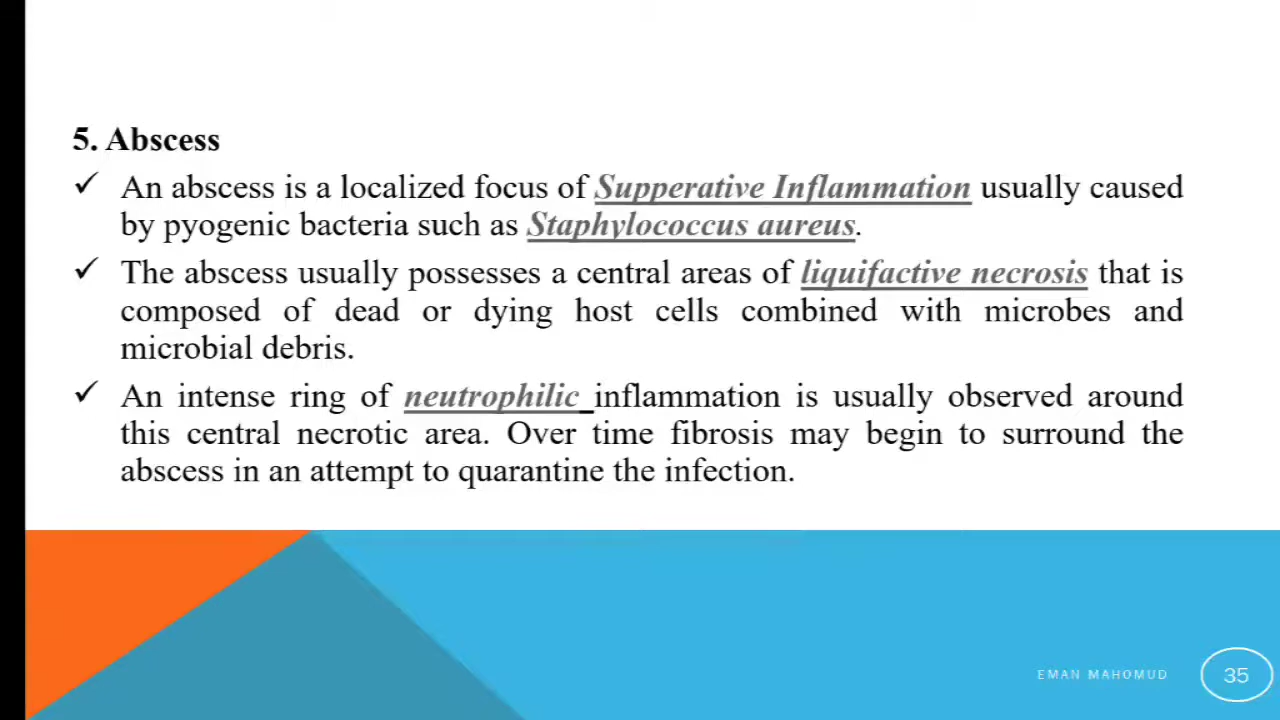 5. Abscess
✓ An abscess is a localized focus of Supperative Inflammation usually caused
by pyogenic bacteria such as Staphylococcus aureus.
✓ The abscess usually possesses a central areas of liquifactive necrosis that is
composed of dead or dying host cells combined with microbes and
microbial debris.
✓ An intense ring of neutrophilic inflammation is usually observed around
this central necrotic area. Over time fibrosis may begin to surround the
abscess in an attempt to quarantine the infection.
EMAN MAHOMUD
35